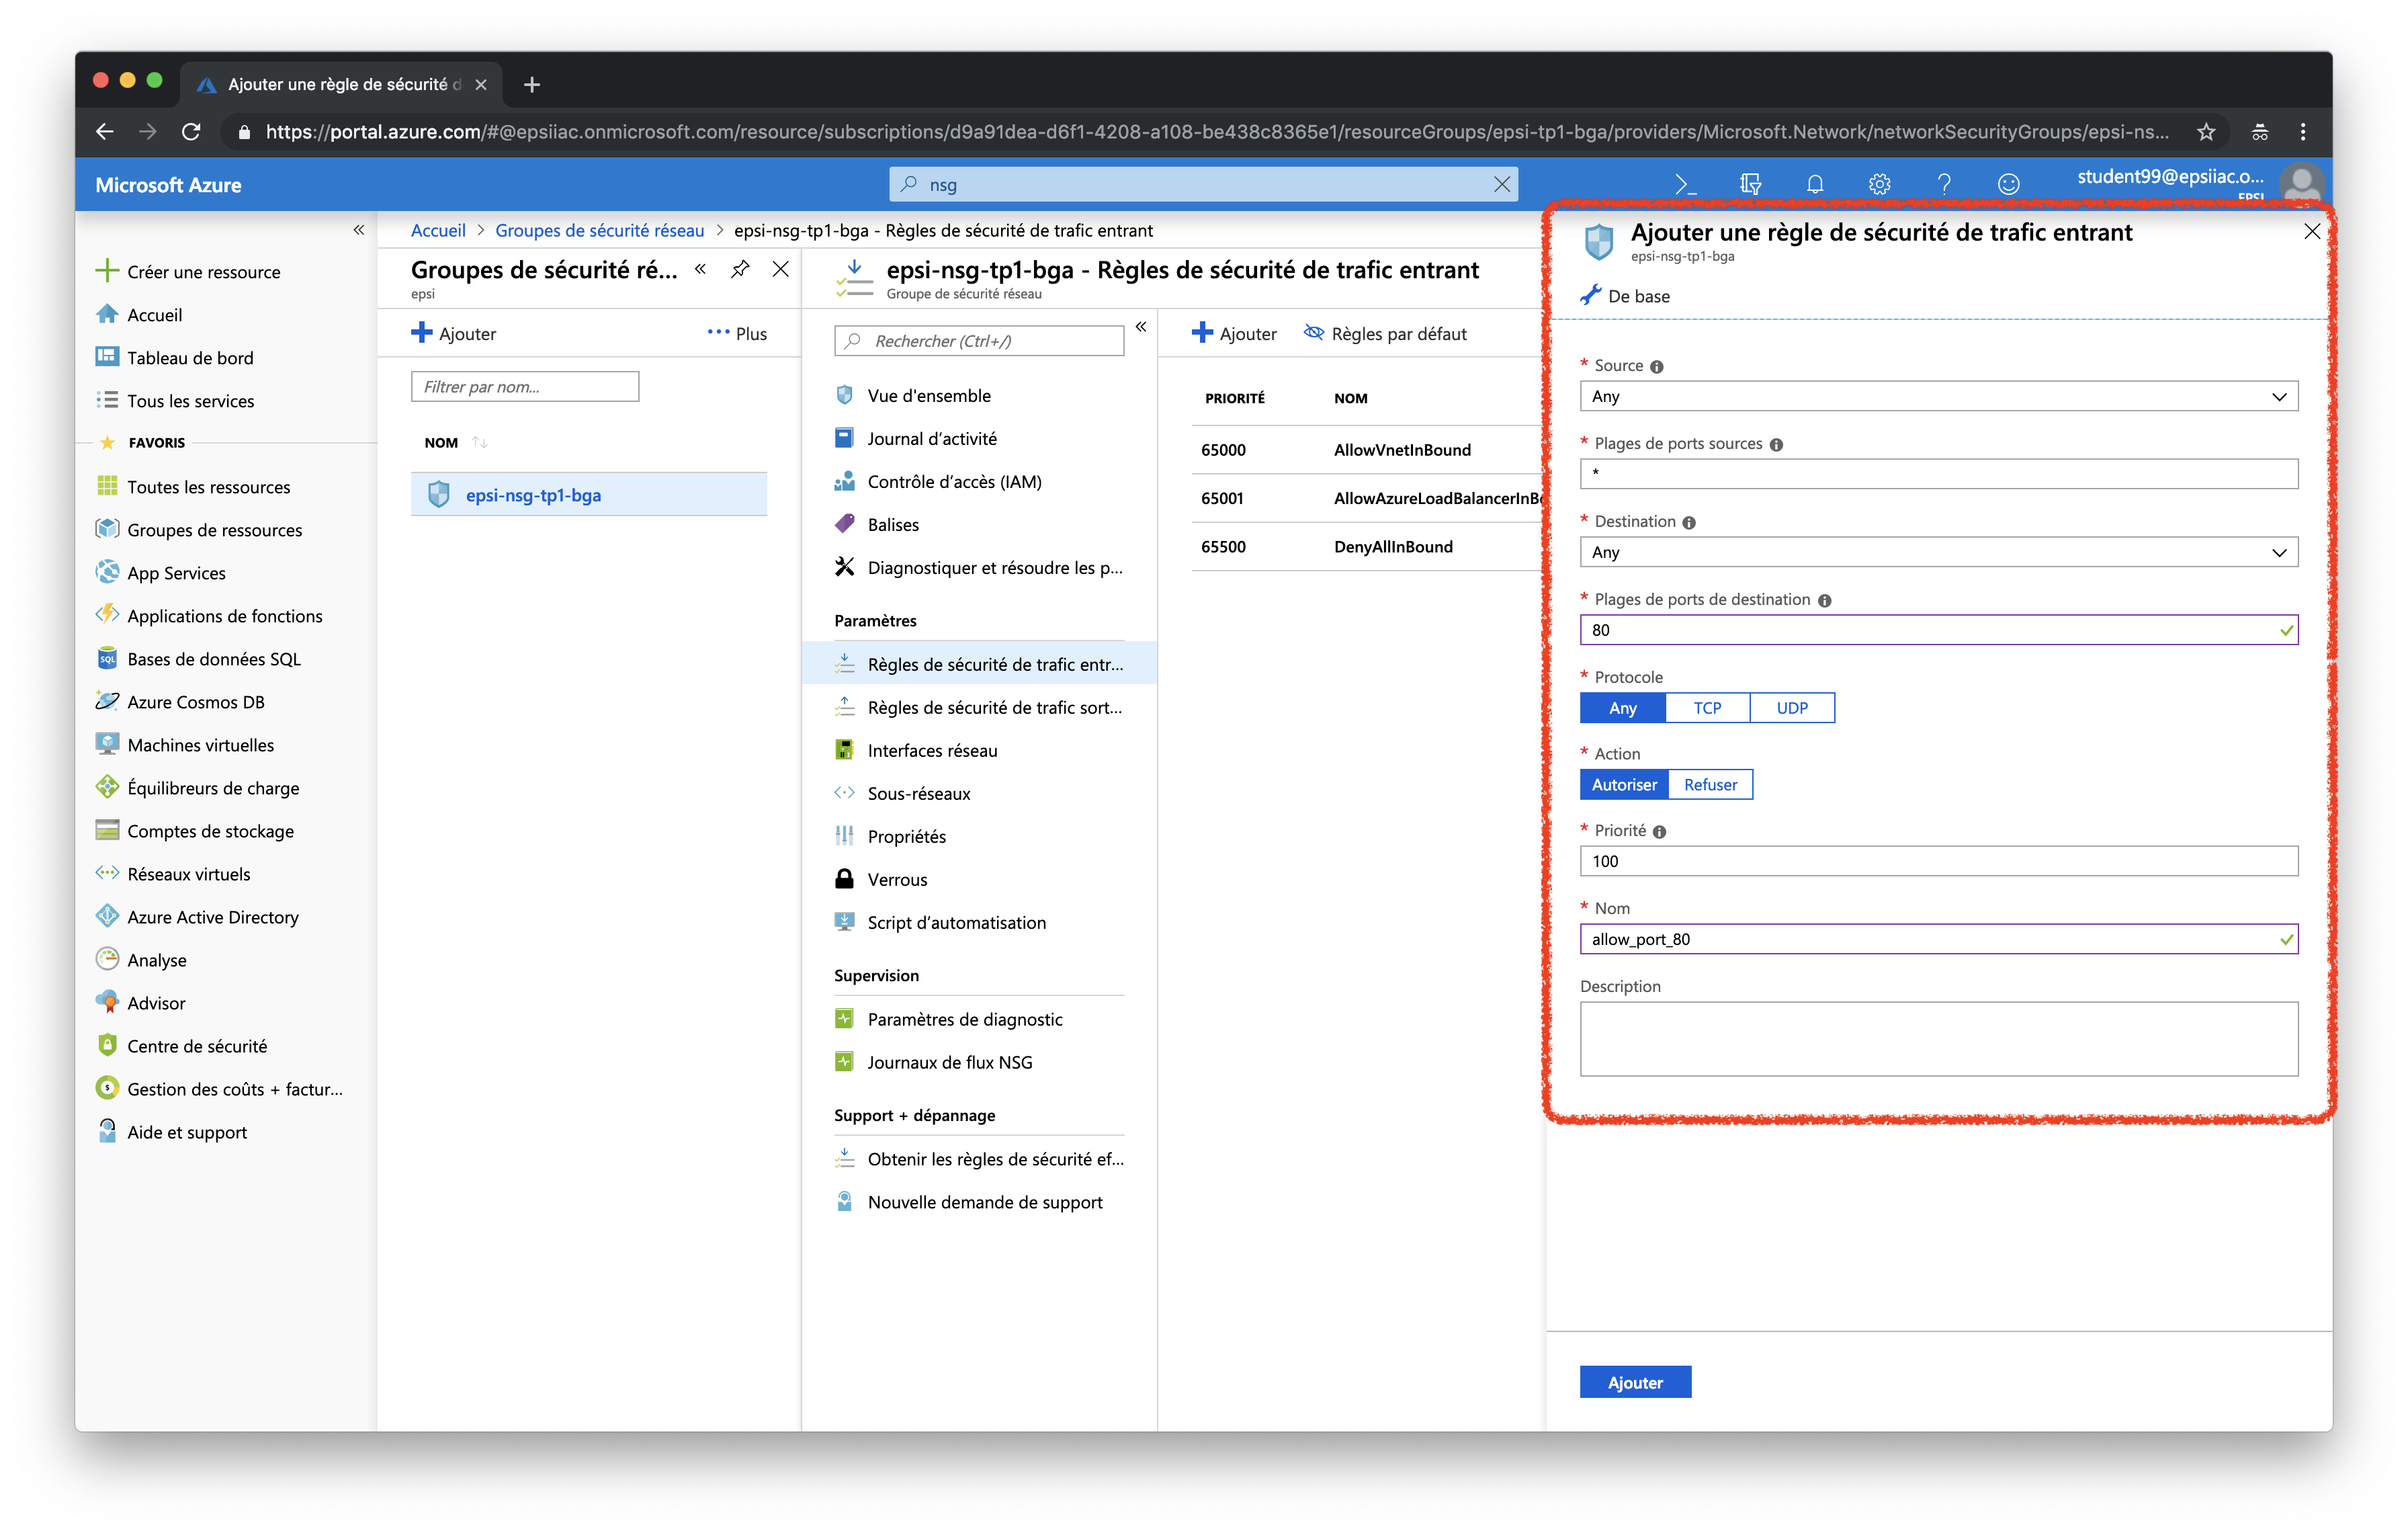 Ajouter une règle de sécurité d
https://portal.azure.com/#@epsiiac.onmicrosoft.com/resource/subscriptions/d9a91dea-d6f1-4208-a108-be438c8365e1/resourceGroups/epsi-tp1-bga/providers/Microsoft.Network/networkSecurityGroups/epsi-ns...
Microsoft Azure
nsg
student99@epsiiac.o...
EPSI
Créer une ressource
Accueil
Tableau de bord
Tous les services
FAVORIS
Toutes les ressources
Groupes de ressources
App Services
Applications de fonctions
SQL
Bases de données SQL
Azure Cosmos DB
Machines virtuelles
Équilibreurs de charge
Comptes de stockage
Réseaux virtuels
Azure Active Directory
Analyse
Advisor
Centre de sécurité
Gestion des coûts + factur...
Aide et support
Accueil > Groupes de sécurité réseau > epsi-nsg-tp1-bga - Règles de sécurité de trafic entrant
Groupes de sécurité ré...
epsi
Ajouter
Plus
Filtrer par nom...
NOM
epsi-nsg-tp1-bga
epsi-nsg-tp1-bga - Règles de sécurité de trafic entrant
Groupe de sécurité réseau
Rechercher (Ctrl+/)
Vue d'ensemble
Journal d'activité
Contrôle d'accès (IAM)
Balises
Diagnostiquer et résoudre les p...
Paramètres
Règles de sécurité de trafic entr...
Règles de sécurité de trafic sort...
Interfaces réseau
Sous-réseaux
Propriétés
Verrous
Script d'automatisation
Supervision
Paramètres de diagnostic
Journaux de flux NSG
Support + dépannage
Obtenir les règles de sécurité ef...
Nouvelle demande de support
Ajouter
Règles par défaut
PRIORITÉ NOM
65000 AllowVnetInBound
65001 AllowAzureLoadBalancerInBo
65500 DenyAllInBound
Ajouter une règle de sécurité de trafic entrant
epsi-nsg-tp1-bga
De base
* Source
Any
* Plages de ports sources
*
* Destination
Any
* Plages de ports de destination
80
* Protocole
Any TCP UDP
* Action
Autoriser Refuser
* Priorité
100
* Nom
allow_port_80
Description
Ajouter